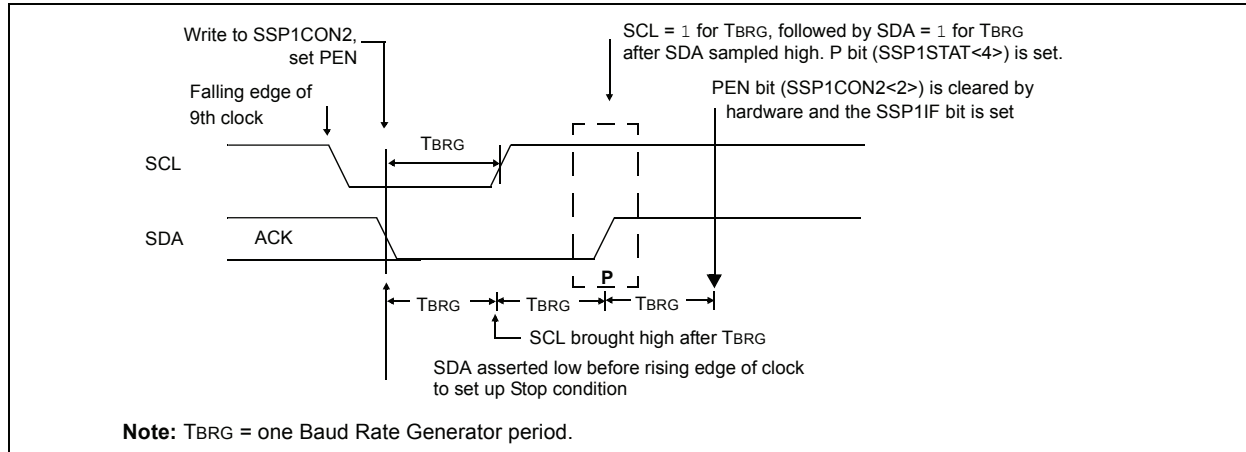 Write to SSP1CON2,
set PEN
SCL = 1 for TBRG, followed by SDA = 1 for TBRG
after SDA sampled high. P bit (SSP1STAT<4>) is set.
PEN bit (SSP1CON2<2>) is cleared by
hardware and the SSP1IF bit is set
Falling edge of
9th clock
TBRG
SCL
SDA
ACK
P
TBRG
TBRG
TBRG
SCL brought high after TBRG
SDA asserted low before rising edge of clock
to set up Stop condition
Note: TBRG = one Baud Rate Generator period.